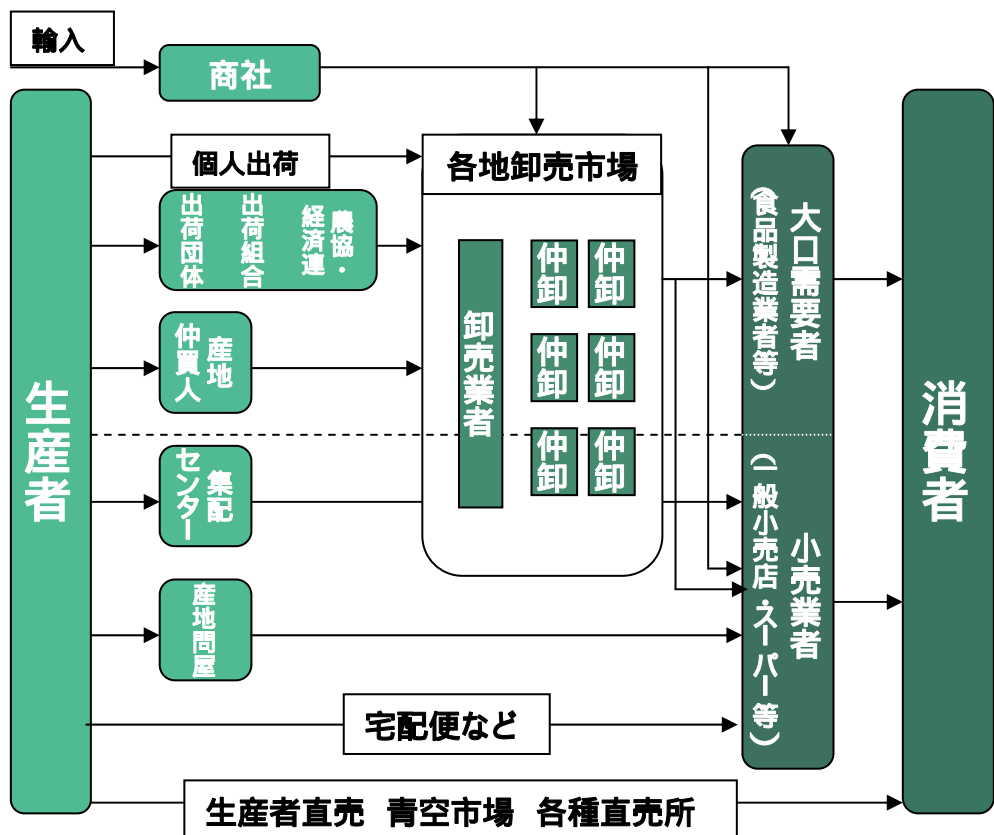 輸入
商社
生産者
個人出荷
各地卸売市場
農協・
経済連
出荷組合
出荷団体
産地
仲買人
集配
センター
産地問屋
卸売業者
仲卸
仲卸
仲卸
仲卸
仲卸
仲卸
大口需要者
(食品製造業者等)
小売業者
(一般小売店・スーパー等)
消費者
宅配便など
生産者直売 青空市場 各種直売所